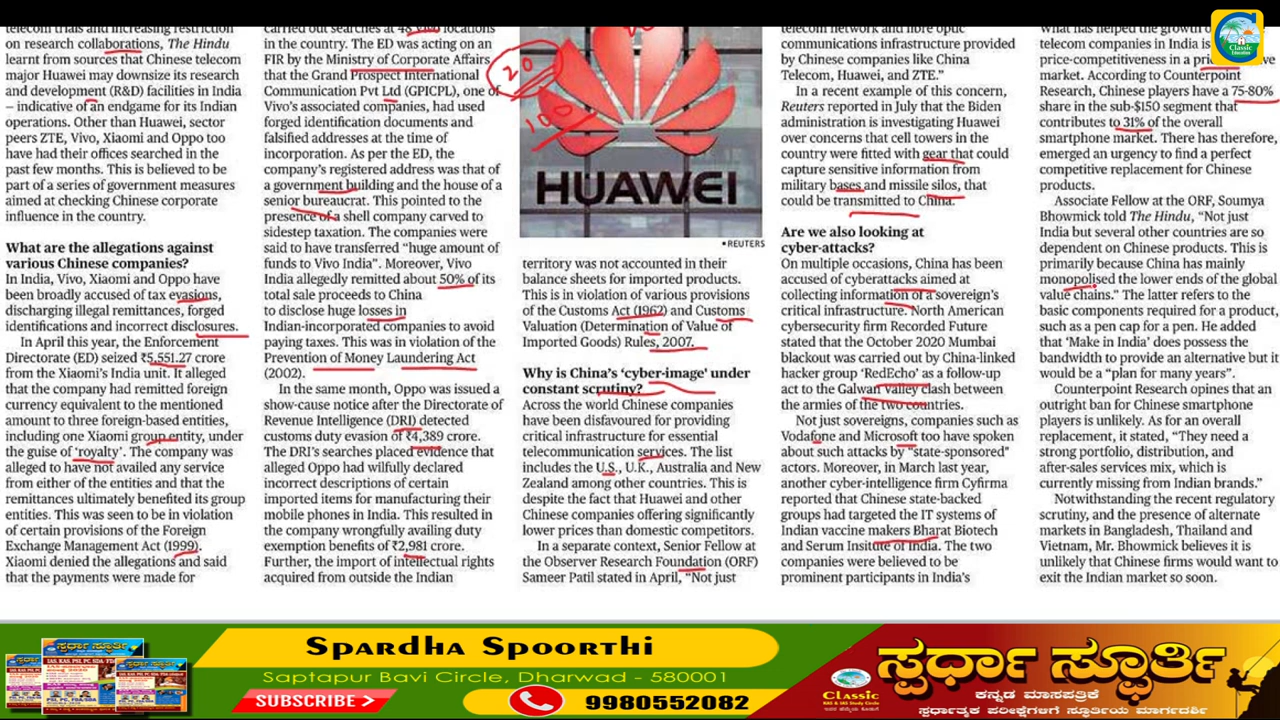 telecom trials and increasing restriction
on research collaborations, The Hindu
learnt from sources that Chinese telecom
major Huawei may downsize its research
and development (R&D) facilities in India
– indicative of an endgame for its Indian
operations. Other than Huawei, sector
peers ZTE, Vivo, Xiaomi and Oppo too
have had their offices searched in the
past few months. This is believed to be
part of a series of government measures
aimed at checking Chinese corporate
influence in the country.
What are the allegations against
various Chinese companies?
In India, Vivo, Xiaomi and Oppo have
been broadly accused of tax evasions,
discharging illegal remittances, forged
identifications and incorrect disclosures.
In April this year, the Enforcement
Directorate (ED) seized ₹5,551.27 crore
from the Xiaomi's India unit. It alleged
that the company had remitted foreign
currency equivalent to the mentioned
amount to three foreign-based entities,
including one Xiaomi group entity, under
the guise of 'royalty'. The company was
alleged to have not availed any service
from either of the entities and that the
remittances ultimately benefited its group
entities. This was seen to be in violation
of certain provisions of the Foreign
Exchange Management Act (1999).
Xiaomi denied the allegations and said
that the payments were made for
carried out searches at 48 Vivo locations
in the country. The ED was acting on an
FIR by the Ministry of Corporate Affairs
that the Grand Prospect International
Communication Pvt Ltd (GPICPL), one of
Vivo's associated companies, had used
forged identification documents and
falsified addresses at the time of
incorporation. As per the ED, the
company's registered address was that of
a government building and the house of a
senior bureaucrat. This pointed to the
presence of a shell company carved to
sidestep taxation. The companies were
said to have transferred "huge amount of
funds to Vivo India". Moreover, Vivo
India allegedly remitted about 50% of its
total sale proceeds to China
to disclose huge losses in
Indian-incorporated companies to avoid
paying taxes. This was in violation of the
Prevention of Money Laundering Act
(2002).
In the same month, Oppo was issued a
show-cause notice after the Directorate of
Revenue Intelligence (DRI) detected
customs duty evasion of ₹4,389 crore.
The DRI's searches placed evidence that
alleged Oppo had wilfully declared
incorrect descriptions of certain
imported items for manufacturing their
mobile phones in India. This resulted in
the company wrongfully availing duty
exemption benefits of ₹2,981 crore.
Further, the import of intellectual rights
acquired from outside the Indian
20
100
HUAWEI
▪ REUTERS
territory was not accounted in their
balance sheets for imported products.
This is in violation of various provisions
of the Customs Act (1962) and Customs
Valuation (Determination of Value of
Imported Goods) Rules, 2007.
Why is China's 'cyber-image' under
constant scrutiny?
Across the world Chinese companies
have been disfavoured for providing
critical infrastructure for essential
telecommunication services. The list
includes the U.S., U.K., Australia and New
Zealand among other countries. This is
despite the fact that Huawei and other
Chinese companies offering significantly
lower prices than domestic competitors.
In a separate context, Senior Fellow at
the Observer Research Foundation (ORF)
Sameer Patil stated in April, "Not just
telecom network and fibre optic
communications infrastructure provided
by Chinese companies like China
Telecom, Huawei, and ZTE."
In a recent example of this concern,
Reuters reported in July that the Biden
administration is investigating Huawei
over concerns that cell towers in the
country were fitted with gear that could
capture sensitive information from
military bases and missile silos, that
could be transmitted to China.
Are we also looking at
cyber-attacks?
On multiple occasions, China has been
accused of cyberattacks aimed at
collecting information of a sovereign's
critical infrastructure. North American
cybersecurity firm Recorded Future
stated that the October 2020 Mumbai
blackout was carried out by China-linked
hacker group 'RedEcho' as a follow-up
act to the Galwan Valley clash between
the armies of the two countries.
Not just sovereigns, companies such as
Vodafone and Microsoft too have spoken
about such attacks by "state-sponsored"
actors. Moreover, in March last year,
another cyber-intelligence firm Cyfirma
reported that Chinese state-backed
groups had targeted the IT systems of
Indian vaccine makers Bharat Biotech
and Serum Insitute of India. The two
companies were believed to be
prominent participants in India's
What has helped the growth of
telecom companies in India is
price-competitiveness in a
market. According to Counterpoint
Research, Chinese players have a 75-80%
share in the sub-$150 segment that
contributes to 31% of the overall
smartphone market. There has therefore,
emerged an urgency to find a perfect
competitive replacement for Chinese
products.
Associate Fellow at the ORF, Soumya
Bhowmick told The Hindu, "Not just
India but several other countries are so
dependent on Chinese products. This is
primarily because China has mainly
monopolised the lower ends of the global
value chains." The latter refers to the
basic components required for a product,
such as a pen cap for a pen. He added
that 'Make in India' does possess the
bandwidth to provide an alternative but it
would be a "plan for many years".
Counterpoint Research opines that an
outright ban for Chinese smartphone
players is unlikely. As for an overall
replacement, it stated, "They need a
strong portfolio, distribution, and
after-sales services mix, which is
currently missing from Indian brands."
Notwithstanding the recent regulatory
scrutiny, and the presence of alternate
markets in Bangladesh, Thailand and
Vietnam, Mr. Bhowmick believes it is
unlikely that Chinese firms would want to
exit the Indian market so soon.
Classic
Education
Spardha Spoorthi
Saptapur Bavi Circle, Dharwad - 580001
SUBSCRIBE
9980552082
Classic
IAS & KAS Study Circle
ಸ್ಪರ್ಧಾ ಸ್ಫೂರ್ತಿ
ಕನ್ನಡ ಮಾಸಪತ್ರಿಕೆ
ಸ್ಪರ್ಧಾತ್ಮಕ ಪರೀಕ್ಷೆಗಳಿಗೆ ಸ್ಫೂರ್ತಿಯ ಮಾರ್ಗದರ್ಶಿ